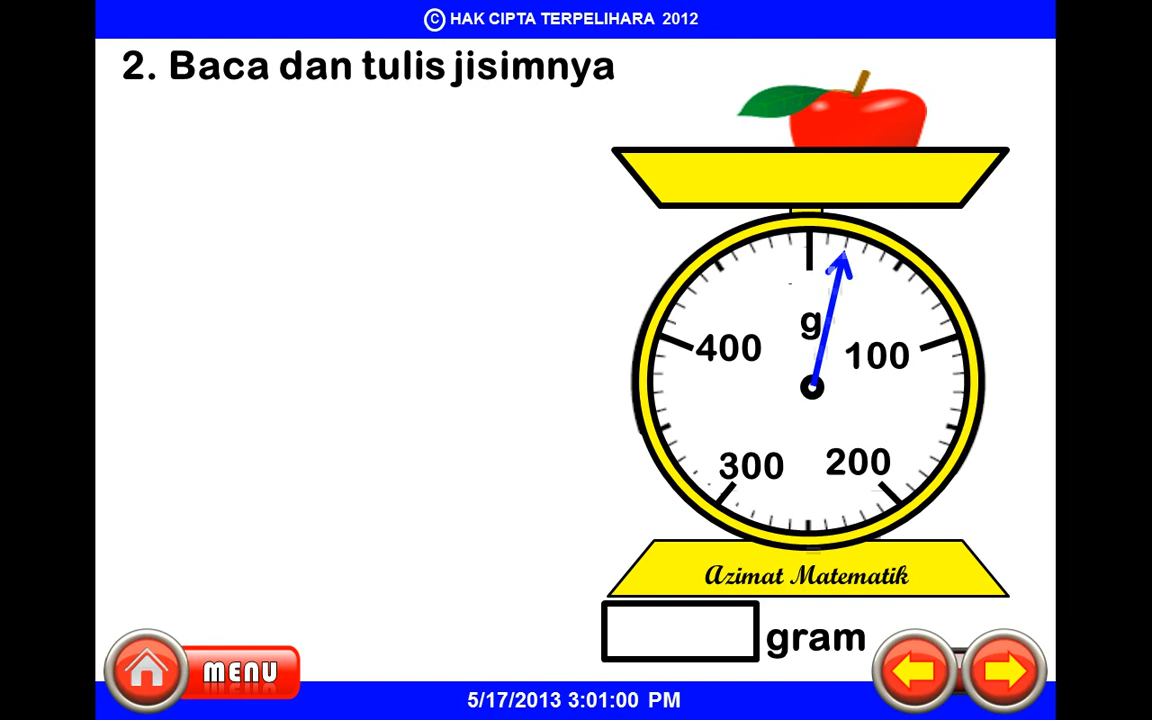 © HAK CIPTA TERPELIHARA 2012
2. Baca dan tulis jisimnya
g
400
100
300
200
Azimat Matematik
gram
MENU
5/17/2013 3:01:00 PM